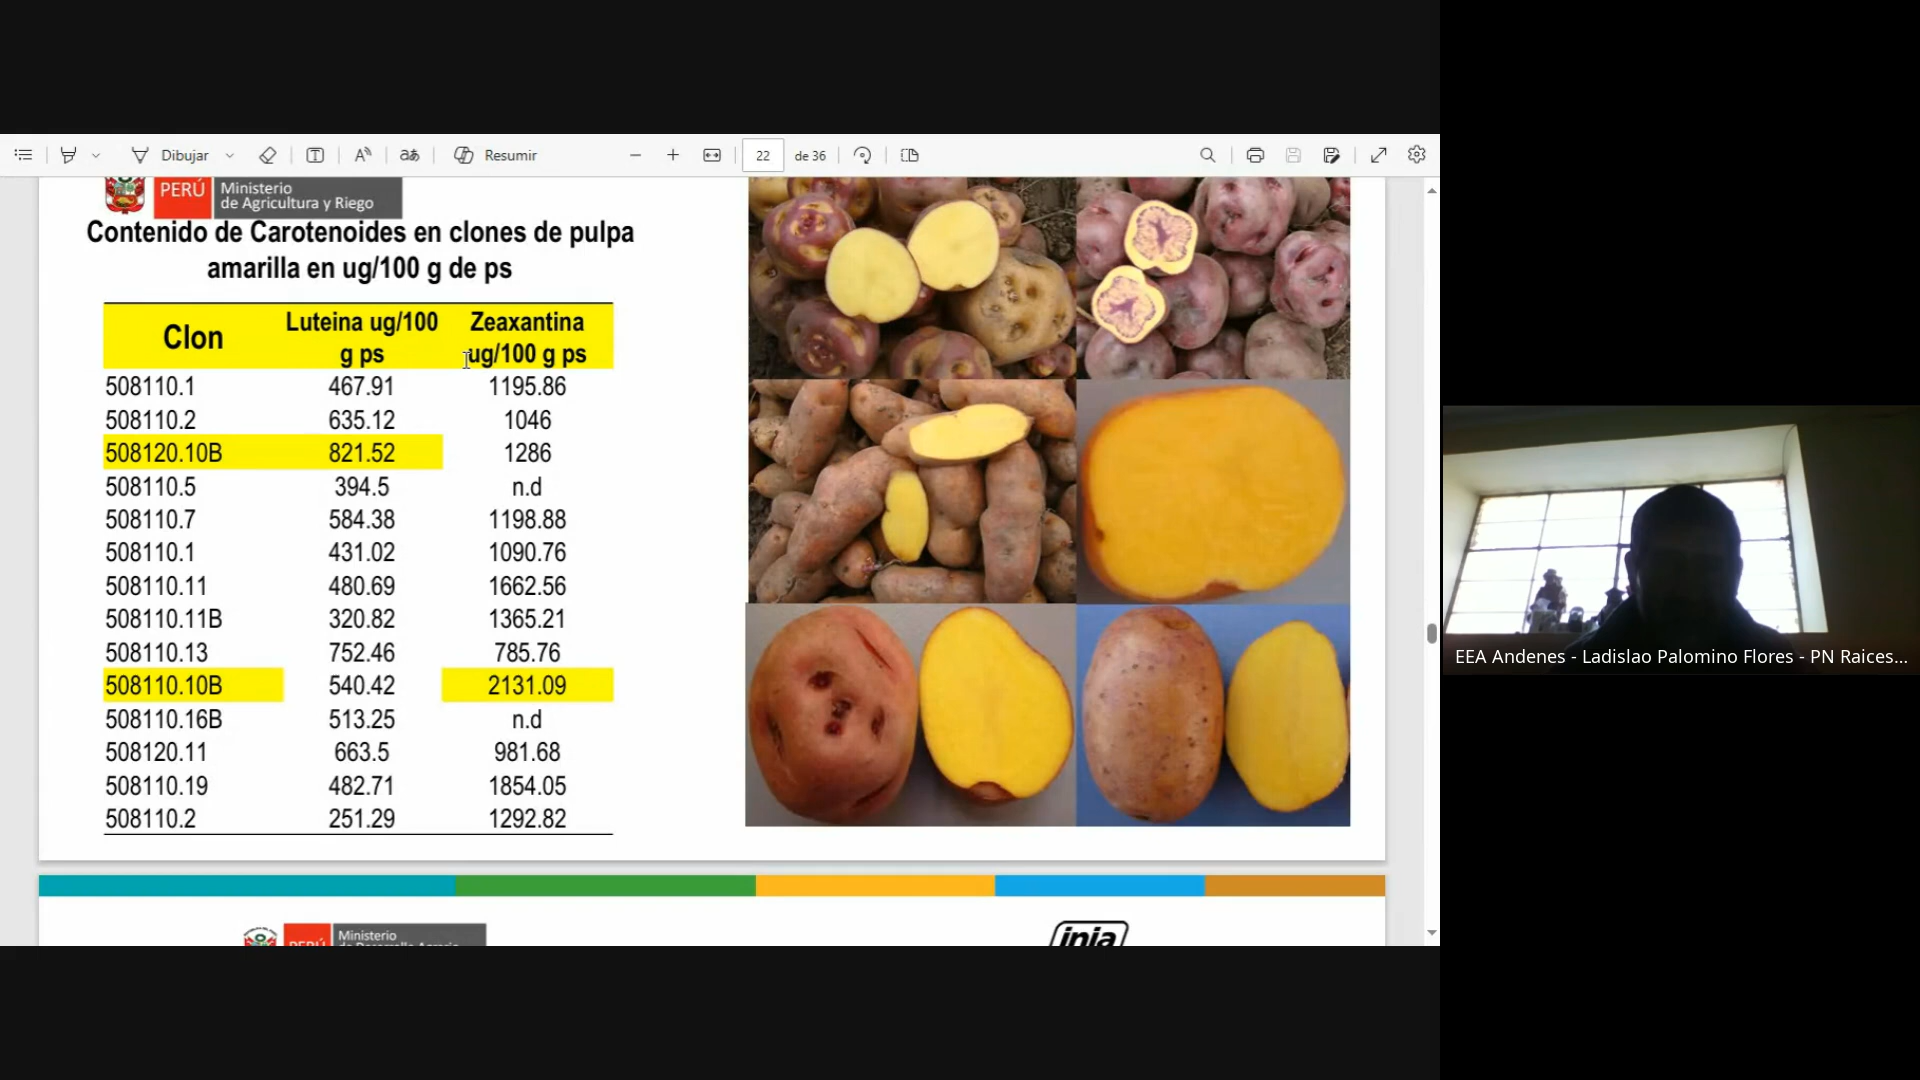 Dibujar
Resumir
22
de 36
PERÚ
Ministerio
de Agricultura y Riego
Contenido de Carotenoides en clones de pulpa
amarilla en ug/100 g de ps
Clon Luteina ug/100 g ps Zeaxantina ug/100 g ps
508110.1 467.91 1195.86
508110.2 635.12 1046
508120.10B 821.52 1286
508110.5 394.5 n.d
508110.7 584.38 1198.88
508110.1 431.02 1090.76
508110.11 480.69 1662.56
508110.11B 320.82 1365.21
508110.13 752.46 785.76
508110.10B 540.42 2131.09
508110.16B 513.25 n.d
508120.11 663.5 981.68
508110.19 482.71 1854.05
508110.2 251.29 1292.82
PERÚ
Ministerio
inia
EEA Andenes - Ladislao Palomino Flores - PN Raices...